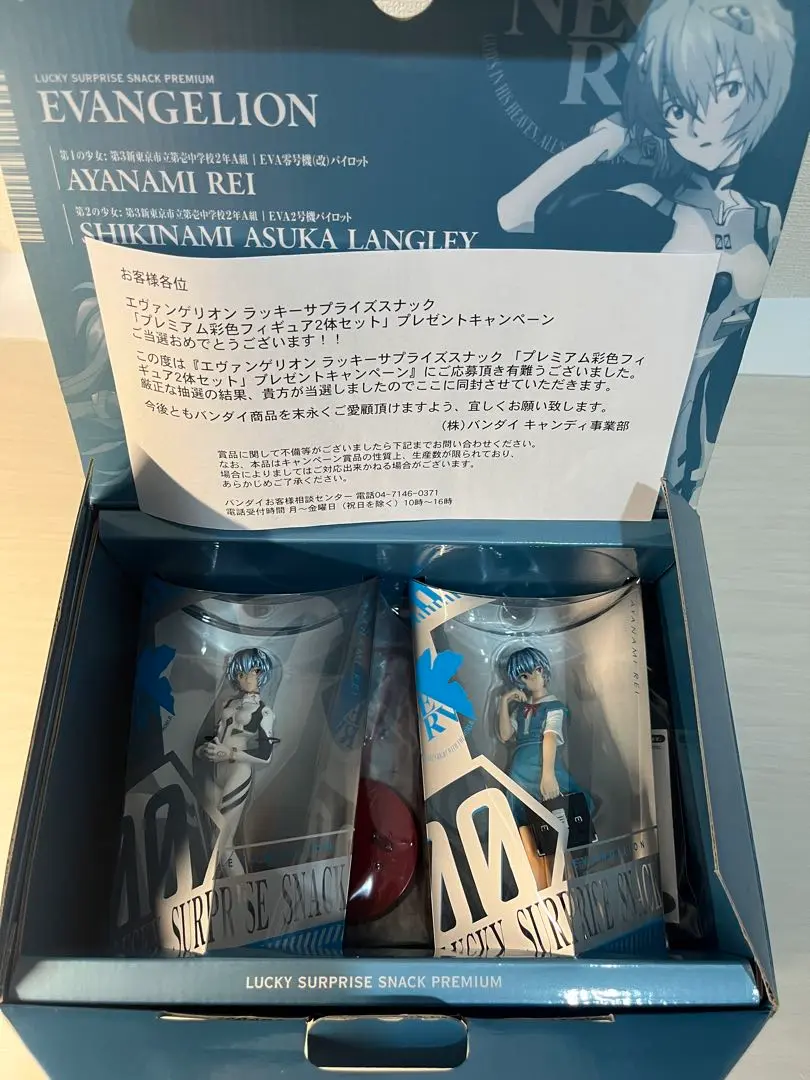 NERV
GOD'S IN HIS HEAVEN, ALL'S
LUCKY SURPRISE SNACK PREMIUM
EVANGELION
第1の少女: 第3新東京市立第壱中学校2年A組 | EVA零号機(改)パイロット
AYANAMI REI
第2の少女: 第3新東京市立第壱中学校2年A組 | EVA2号機パイロット
SHIKINAMI ASUKA LANGLEY
00
お客様各位
エヴァンゲリオン ラッキーサプライズスナック
「プレミアム彩色フィギュア2体セット」プレゼントキャンペーン
ご当選おめでとうございます!!
この度は『エヴァンゲリオン ラッキーサプライズスナック 「プレミアム彩色フィ
ギュア2体セット」プレゼントキャンペーン』にご応募頂き有難うございました。
厳正な抽選の結果、貴方が当選しましたのでここに同封させていただきます。
今後ともバンダイ商品を末永くご愛顧頂けますよう、宜しくお願い致します。
(株)バンダイ キャンディ事業部
賞品に関して不備等がございましたら下記までお問い合わせください。
なお、本品はキャンペーン賞品の性質上、生産数が限られており、
場合によりましてはご対応出来かねる場合がございます。
あらかじめご了承ください。
バンダイお客様相談センター 電話04-7146-0371
電話受付時間 月～金曜日(祝日を除く)10時～16時
AYANAMI REI
00
LUCKY SURPRISE SNACK
NERV
AYANAMI REI
00
LUCKY SURPRISE SNACK
LUCKY SURPRISE SNACK PREMIUM